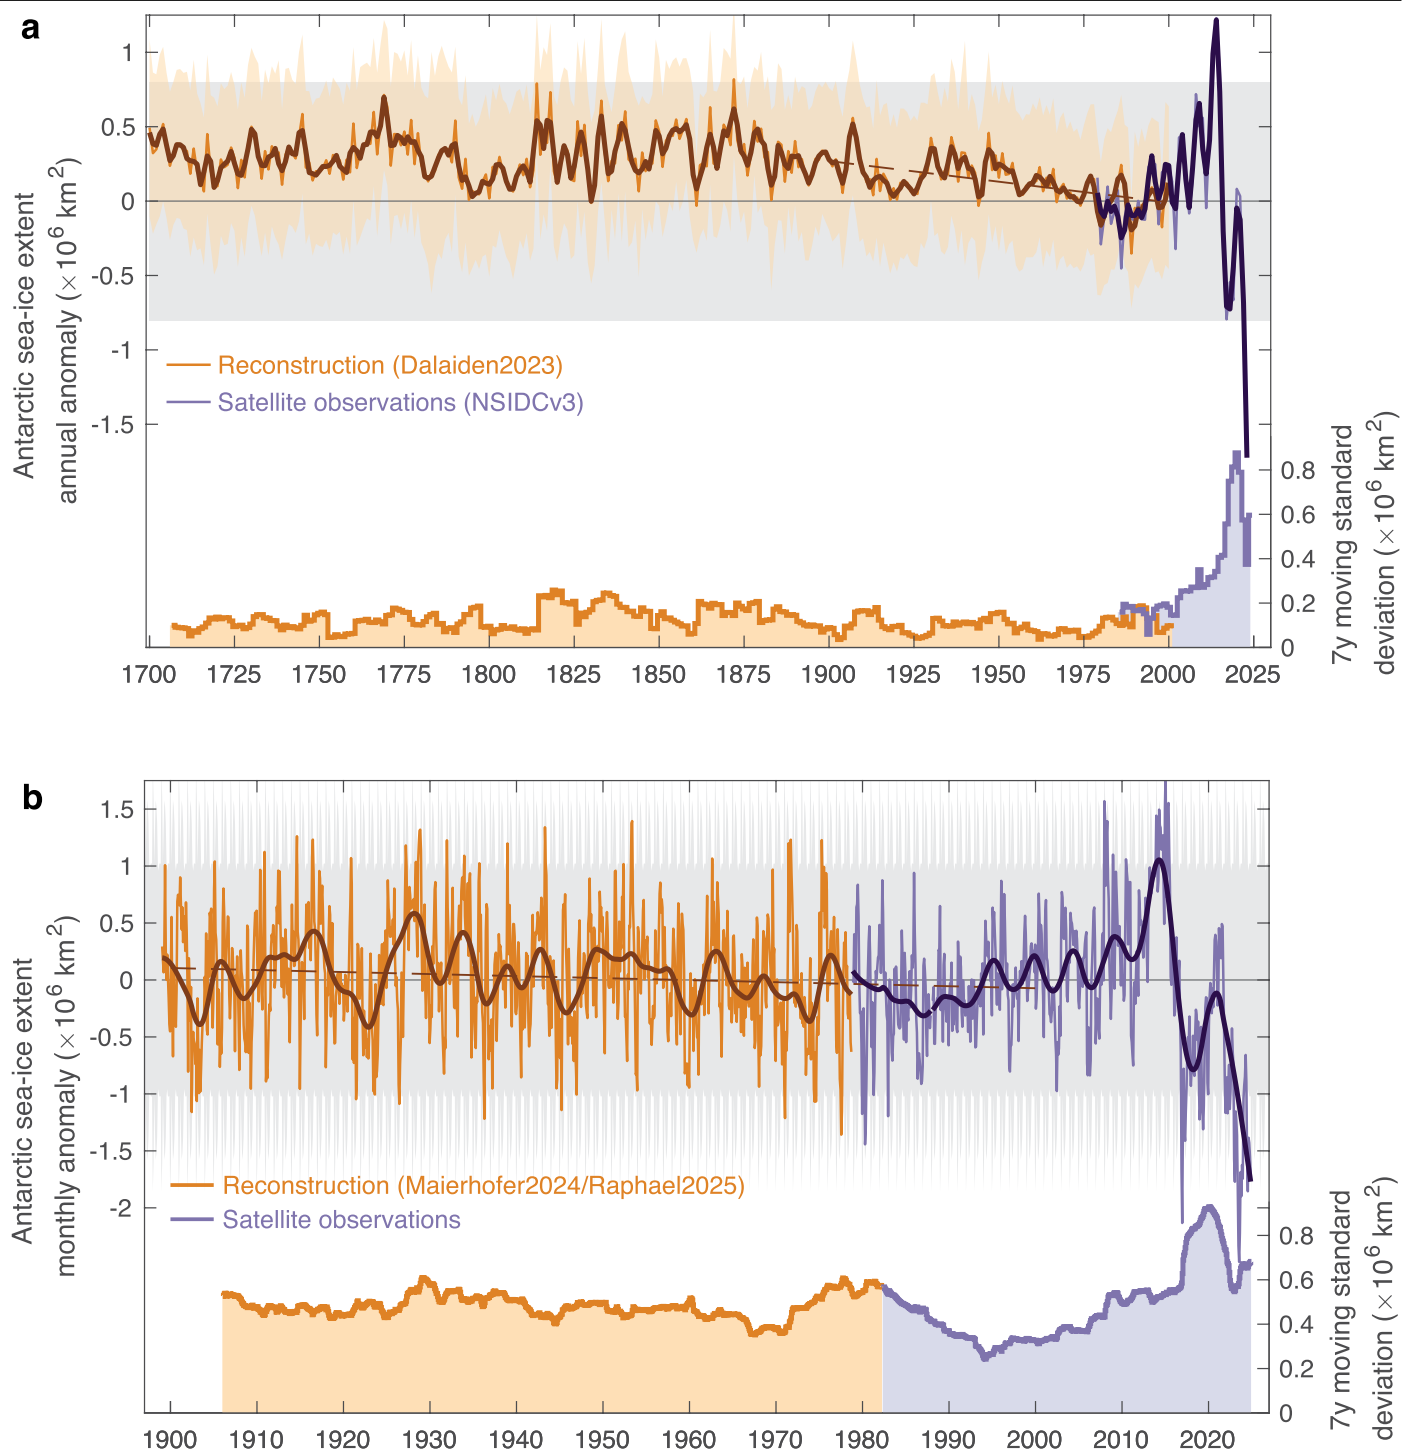 a
Antarctic sea-ice extent
annual anomaly (×10⁶ km²)
1
0.5
0
-0.5
-1
-1.5
Reconstruction (Dalaiden2023)
Satellite observations (NSIDCv3)
0.8
0.6
0.4
0.2
0
7y moving standard
deviation (×10⁶ km²)
1700 1725 1750 1775 1800 1825 1850 1875 1900 1925 1950 1975 2000 2025
b
Antarctic sea-ice extent
monthly anomaly (×10⁶ km²)
1.5
1
0.5
0
-0.5
-1
-1.5
-2
Reconstruction (Maierhofer2024/Raphael2025)
Satellite observations
0.8
0.6
0.4
0.2
0
7y moving standard
deviation (×10⁶ km²)
1900 1910 1920 1930 1940 1950 1960 1970 1980 1990 2000 2010 2020